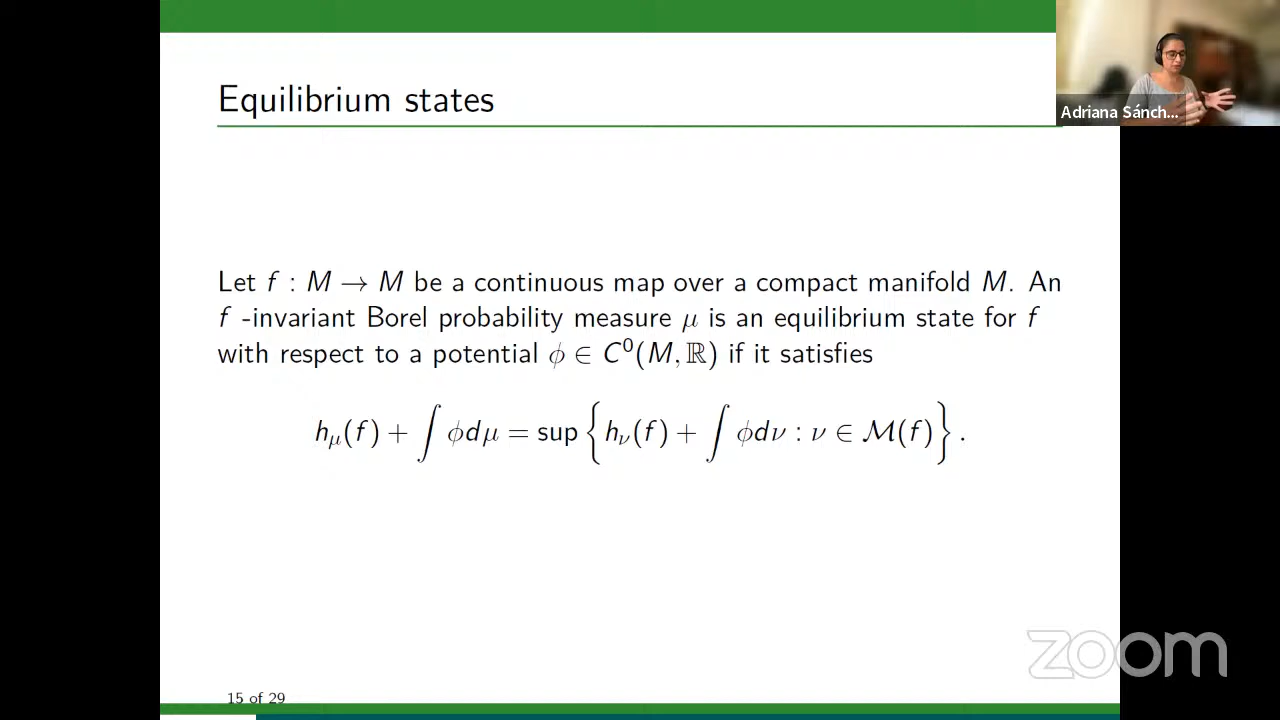 Equilibrium states
Adriana Sánch...
Let f : M → M be a continuous map over a compact manifold M. An
f -invariant Borel probability measure μ is an equilibrium state for f
with respect to a potential ϕ ∈ C⁰(M, ℝ) if it satisfies
h_μ(f) + ∫ ϕdμ = sup { h_ν(f) + ∫ ϕdν : ν ∈ ℳ(f) } .
zoom
15 of 29